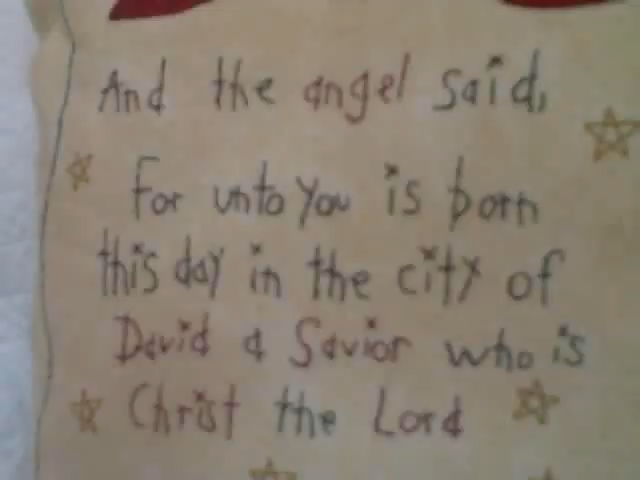 And the angel said,
For unto you is born
this day in the city of
David a Savior who is
Christ the Lord